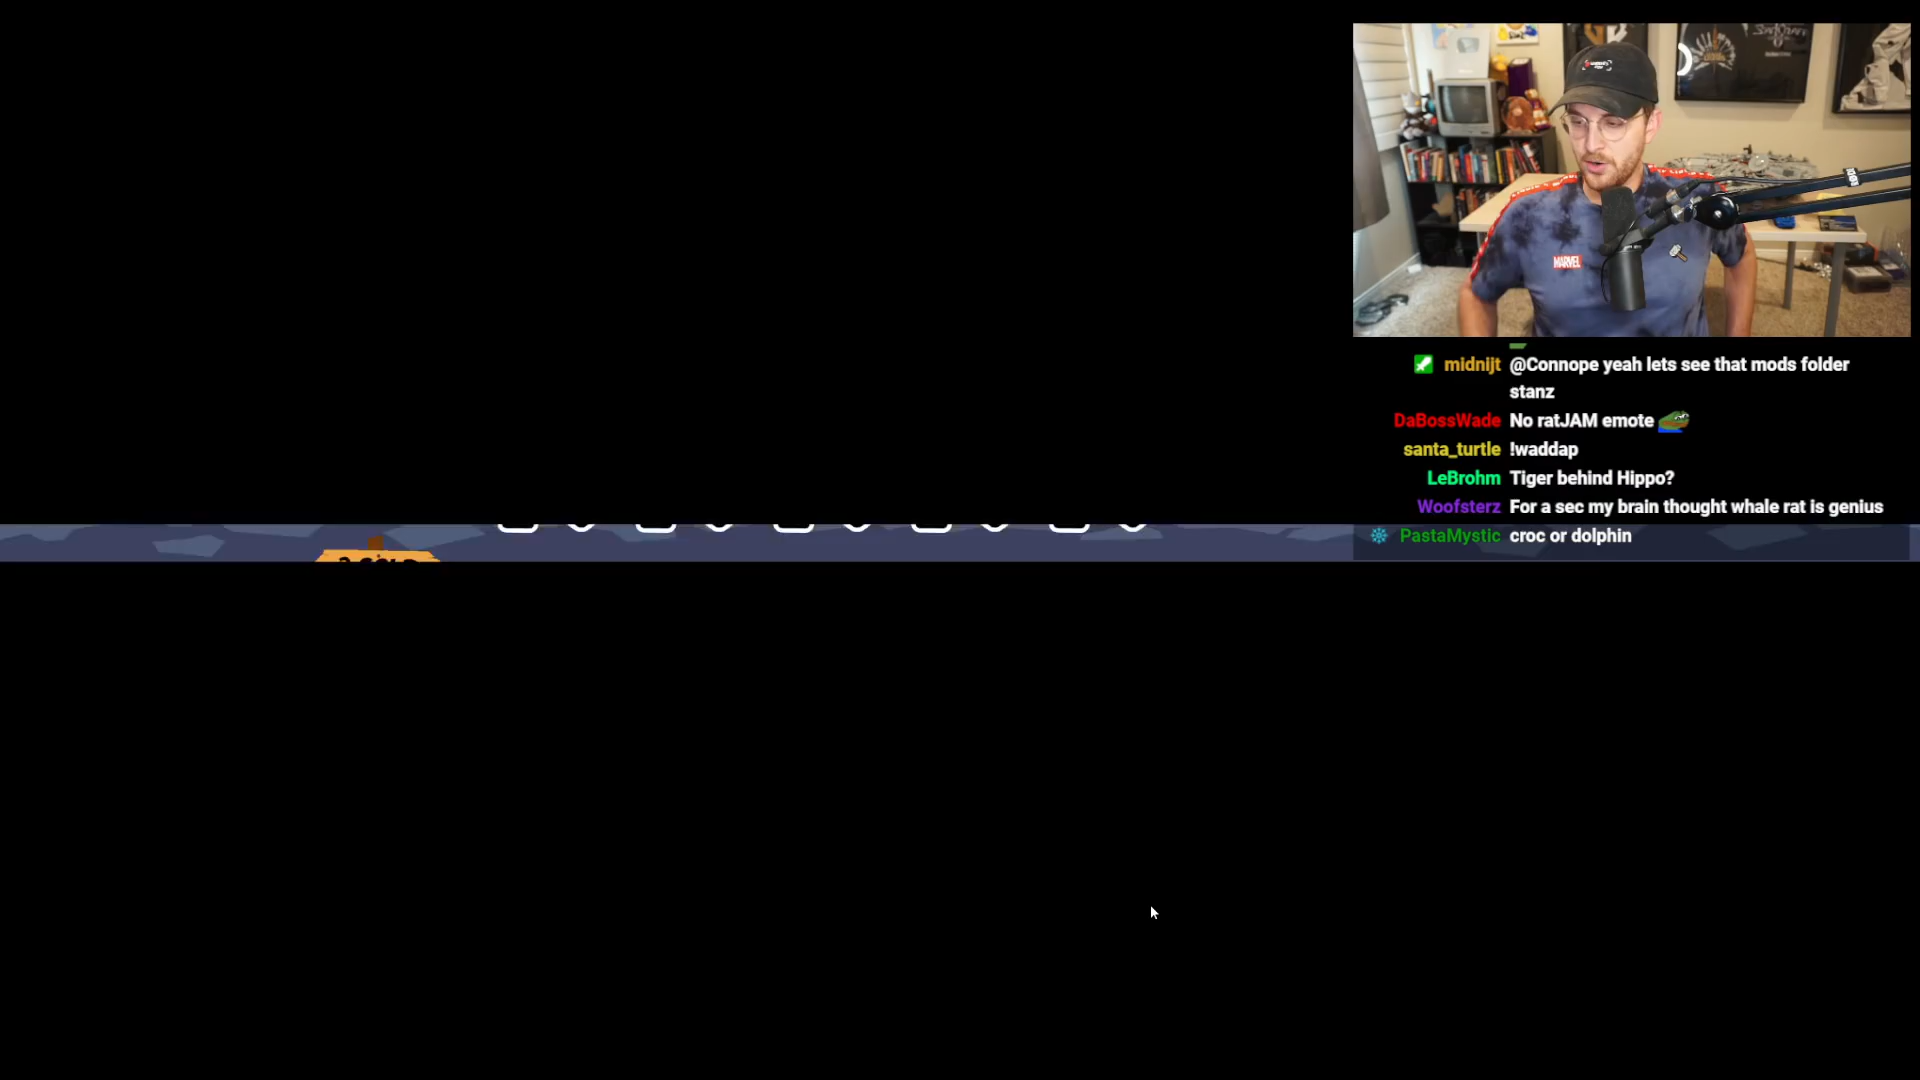 MARVEL
midnijt @Connope yeah lets see that mods folder
stanz
DaBossWade No ratJAM emote
santa_turtle !waddap
LeBrohm Tiger behind Hippo?
Woofsterz For a sec my brain thought whale rat is genius
PastaMystic croc or dolphin